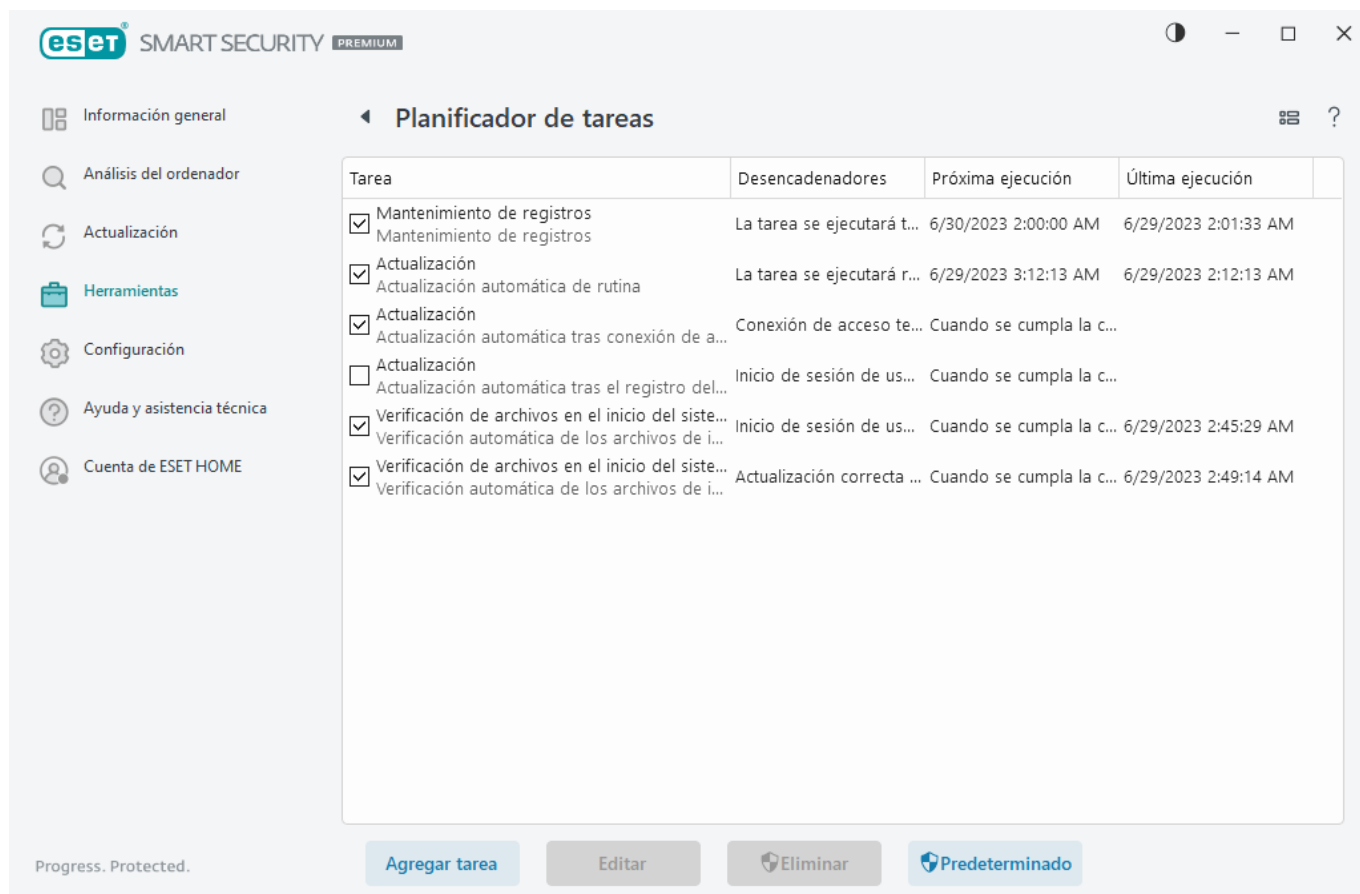 eseT® SMART SECURITY PREMIUM
Información general
Análisis del ordenador
Actualización
Herramientas
Configuración
Ayuda y asistencia técnica
Cuenta de ESET HOME
Progress. Protected.
Planificador de tareas ?
Tarea Desencadenadores Próxima ejecución Última ejecución
Mantenimiento de registros
Mantenimiento de registros
La tarea se ejecutará t... 6/30/2023 2:00:00 AM 6/29/2023 2:01:33 AM
Actualización
Actualización automática de rutina
La tarea se ejecutará r... 6/29/2023 3:12:13 AM 6/29/2023 2:12:13 AM
Actualización
Actualización automática tras conexión de a...
Conexión de acceso te... Cuando se cumpla la c...
Actualización
Actualización automática tras el registro del...
Inicio de sesión de us... Cuando se cumpla la c...
Verificación de archivos en el inicio del siste...
Verificación automática de los archivos de i...
Inicio de sesión de us... Cuando se cumpla la c... 6/29/2023 2:45:29 AM
Verificación de archivos en el inicio del siste...
Verificación automática de los archivos de i...
Actualización correcta ... Cuando se cumpla la c... 6/29/2023 2:49:14 AM
Agregar tarea Editar Eliminar Predeterminado